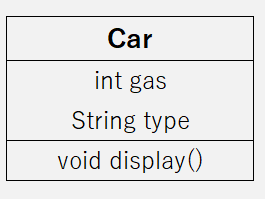 Car
int gas
String type
void display()